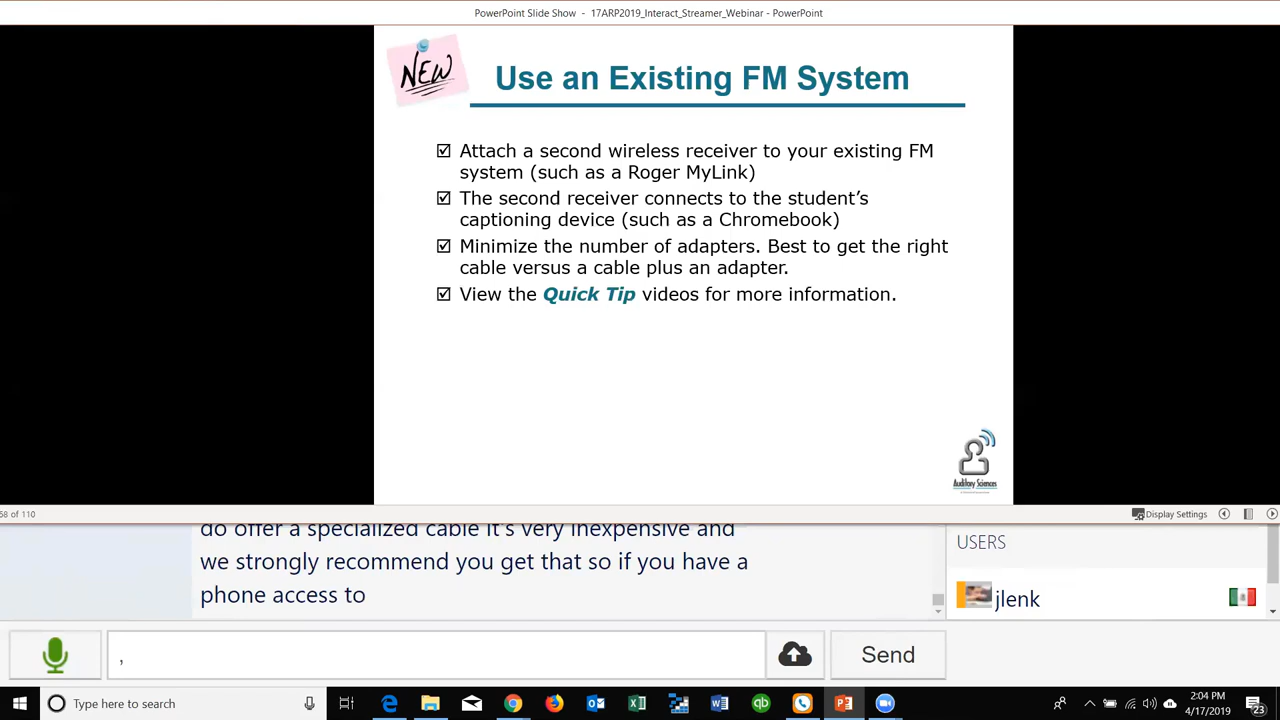 PowerPoint Slide Show - 17ARP2019_Interact_Streamer_Webinar - PowerPoint
NEW
Use an Existing FM System
Attach a second wireless receiver to your existing FM
system (such as a Roger MyLink)
The second receiver connects to the student's
captioning device (such as a Chromebook)
Minimize the number of adapters. Best to get the right
cable versus a cable plus an adapter.
View the Quick Tip videos for more information.
Auditory Sciences
58 of 110
Display Settings
do offer a specialized cable it's very inexpensive and
we strongly recommend you get that so if you have a
phone access to
USERS
jlenk
,
Send
Type here to search
2:04 PM
4/17/2019
23